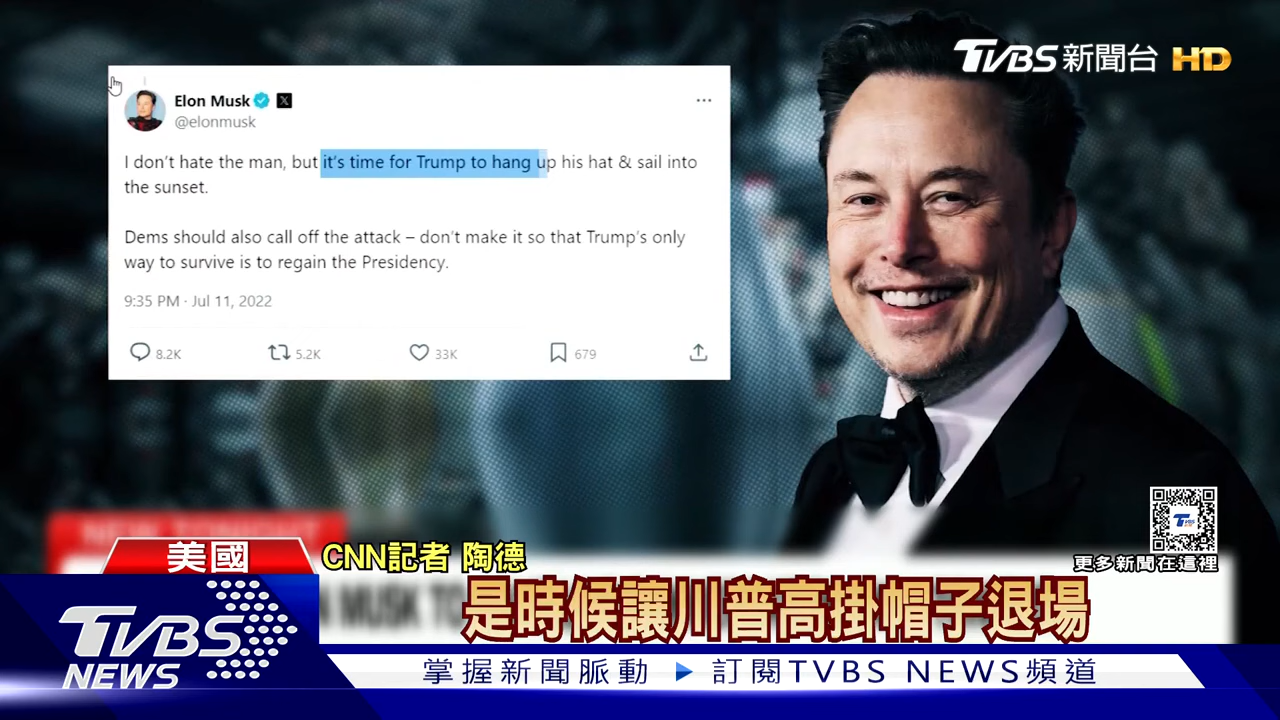 TVBS新聞台 HD
Elon Musk
@elonmusk
I don't hate the man, but it's time for Trump to hang up his hat & sail into
the sunset.
Dems should also call off the attack – don't make it so that Trump's only
way to survive is to regain the Presidency.
9:35 PM · Jul 11, 2022
8.2K 5.2K 33K 679
TVBS
更多新聞在這裡
美國
CNN記者 陶德
MUSK
是時候讓川普高掛帽子退場
TVBS
NEWS
掌握新聞脈動 ▶ 訂閱TVBS NEWS頻道